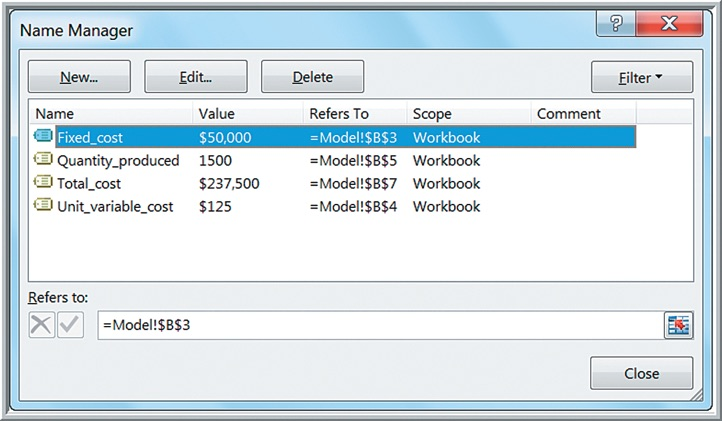 Name Manager
New... Edit... Delete Filter
Name Value Refers To Scope Comment
Fixed_cost $50,000 =Model!$B$3 Workbook
Quantity_produced 1500 =Model!$B$5 Workbook
Total_cost $237,500 =Model!$B$7 Workbook
Unit_variable_cost $125 =Model!$B$4 Workbook
Refers to:
=Model!$B$3
Close